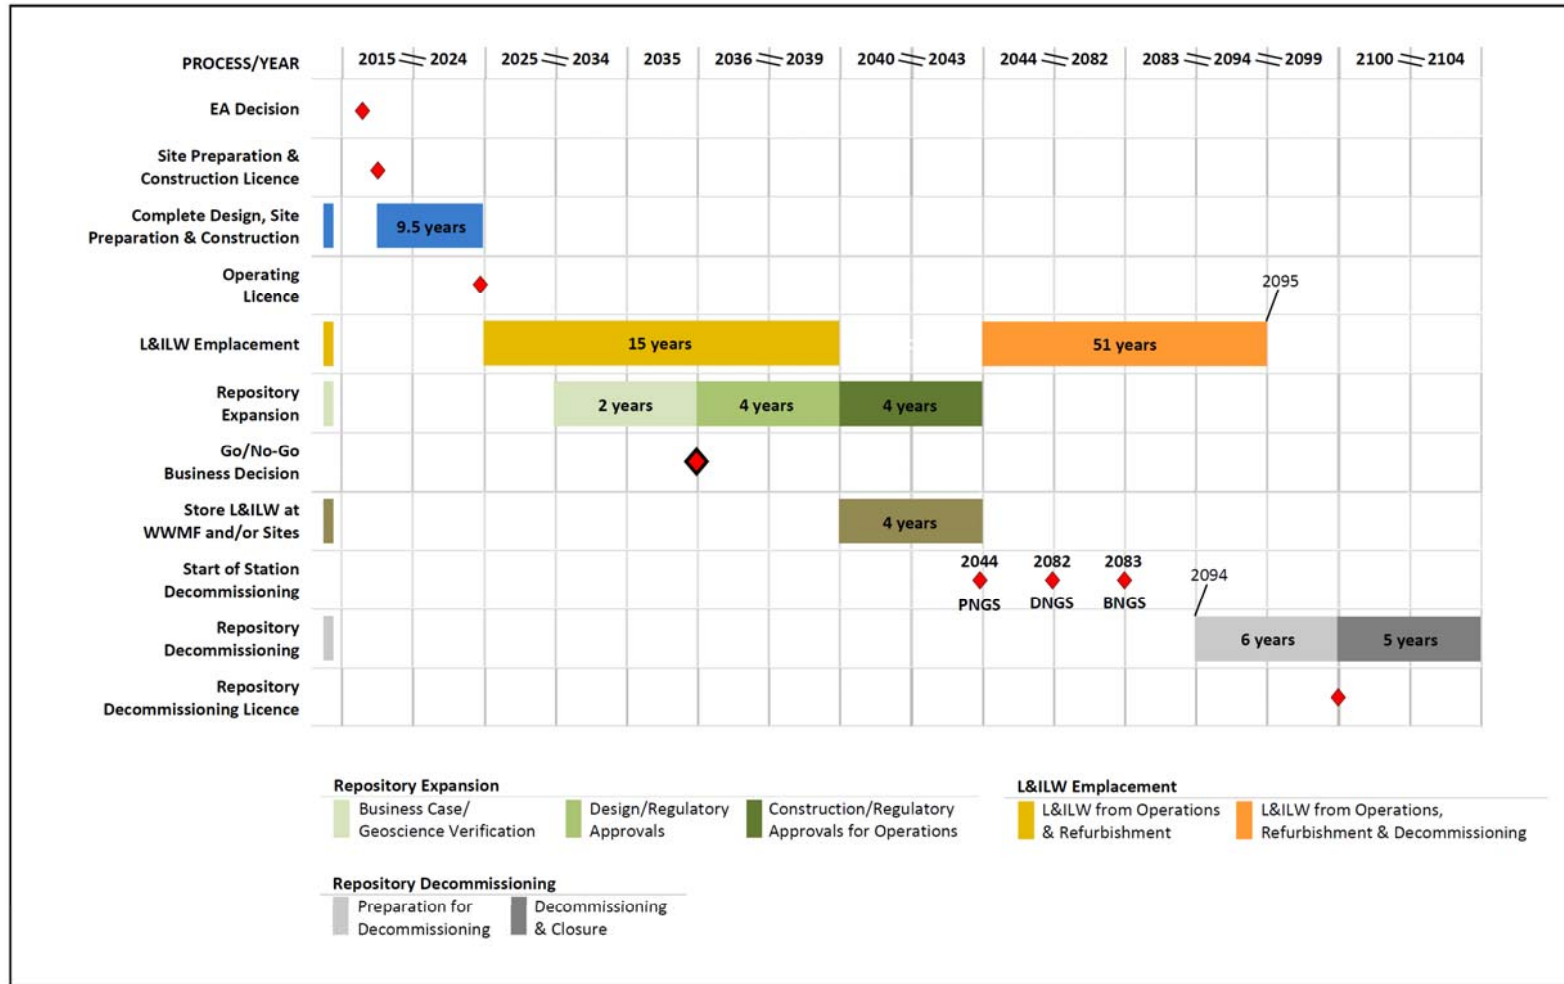 PROCESS/YEAR 2015 2024 2025 2034 2035 2036 2039 2040 2043 2044 2082 2083 2094 2099 2100 2104
EA Decision
Site Preparation &
Construction Licence
Complete Design, Site
Preparation & Construction
9.5 years
Operating
Licence
2095
L&ILW Emplacement
15 years
51 years
Repository
Expansion
2 years
4 years
4 years
Go/No-Go
Business Decision
Store L&ILW at
WWMF and/or Sites
4 years
Start of Station
Decommissioning
2044 2082 2083
PNGS DNGS BNGS
2094
Repository
Decommissioning
6 years
5 years
Repository
Decommissioning Licence
Repository Expansion
Business Case/
Geoscience Verification
Design/Regulatory
Approvals
Construction/Regulatory
Approvals for Operations
L&ILW Emplacement
L&ILW from Operations
& Refurbishment
L&ILW from Operations,
Refurbishment & Decommissioning
Repository Decommissioning
Preparation for
Decommissioning
Decommissioning
& Closure